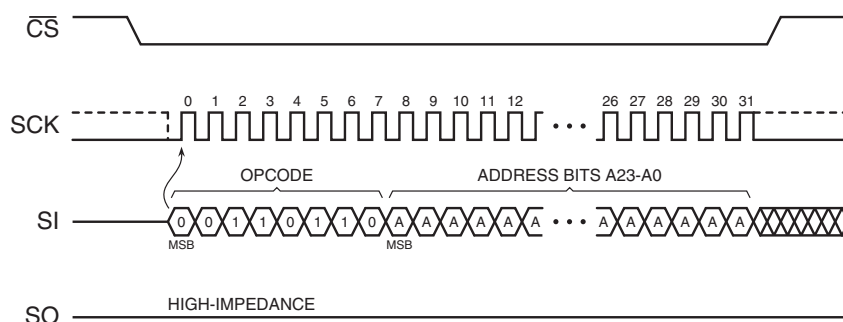 CS
0 1 2 3 4 5 6 7 8 9 10 11 12 26 27 28 29 30 31
SCK
OPCODE ADDRESS BITS A23-A0
SI 0 0 1 1 0 1 1 0 A A A A A A A A A A A A
MSB MSB
HIGH-IMPEDANCE
SO